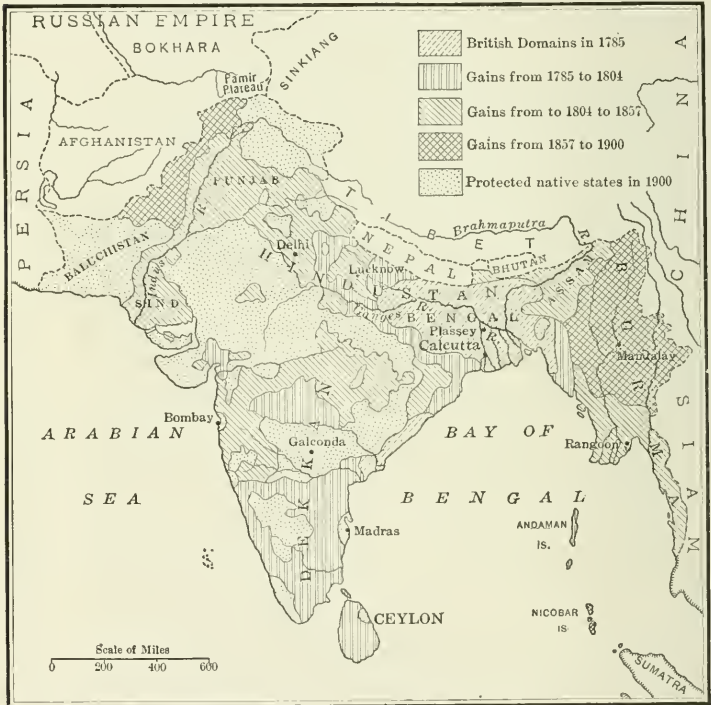 RUSSIAN EMPIRE
BOKHARA
SINKIANG
Pamir
Plateau
PERSIA
AFGHANISTAN
PUNJAB
BALUCHISTAN
Indus R.
SIND
Delhi
HINDUSTAN
Lucknow
NEPAL
TIBET
Brahmaputra R.
BHUTAN
ASSAM
Ganges R.
BENGAL
Plassey
Calcutta
R.
CHINA
BURMA
Mandalay
Rangoon
SIAM
Bombay
Galconda
DEKKAN
Madras
CEYLON
ARABIAN
SEA
BAY OF
BENGAL
ANDAMAN
IS.
NICOBAR
IS
SUMATRA
British Domains in 1785
Gains from 1785 to 1804
Gains from to 1804 to 1857
Gains from 1857 to 1900
Protected native states in 1900
Scale of Miles
0 200 400 600